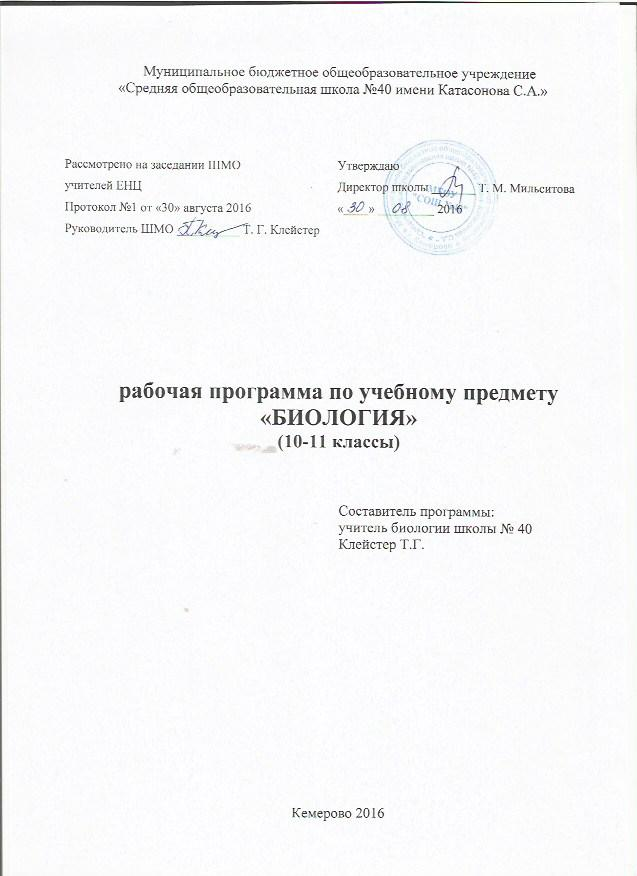 Муниципальное бюджетное общеобразовательное учреждение
«Средняя общеобразовательная школа №40 имени Катасонова С.А.»
Рассмотрено на заседании ШМО
учителей ЕНЦ
Протокол №1 от «30» августа 2016
Руководитель ШМО Т. Г. Клейстер
Утверждаю
Директор школы Т. М. Мильситова
« 30 » 08 2016
рабочая программа по учебному предмету
«БИОЛОГИЯ»
(10-11 классы)
Составитель программы:
учитель биологии школы № 40
Клейстер Т.Г.
Кемерово 2016